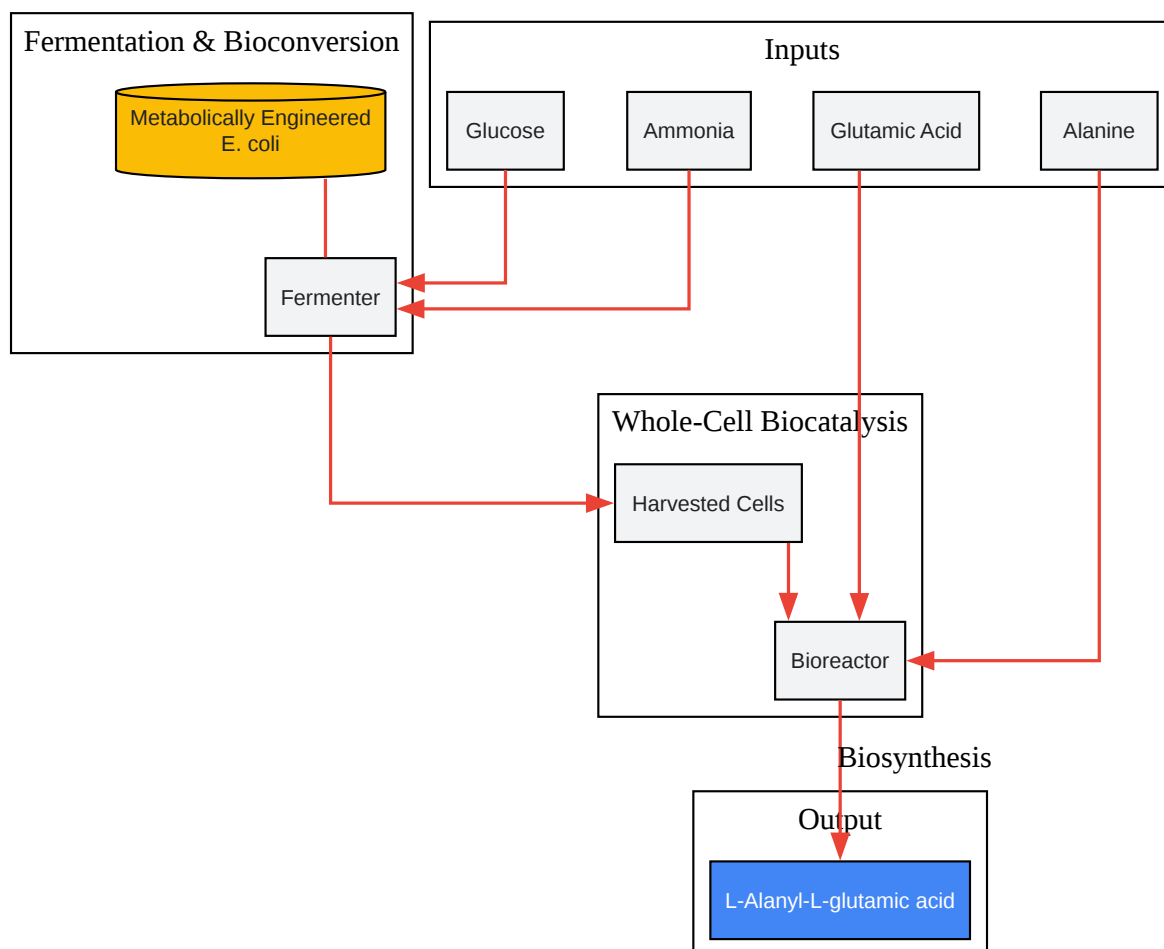 Fermentation & Bioconversion
Inputs
Metabolically Engineered
E. coli
Glucose
Ammonia
Glutamic Acid
Alanine
Fermenter
Whole-Cell Biocatalysis
Harvested Cells
Bioreactor
Biosynthesis
Output
L-Alanyl-L-glutamic acid